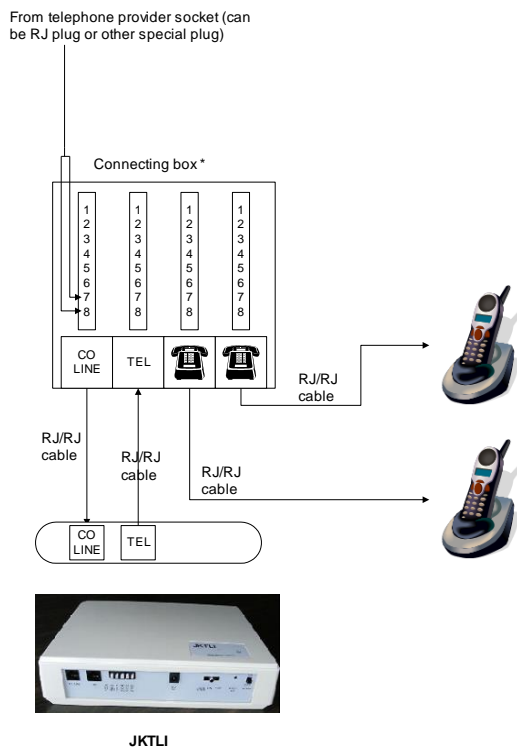 From telephone provider socket (can
be RJ plug or other special plug)
Connecting box *
1 1 1 1
2 2 2 2
3 3 3 3
4 4 4 4
5 5 5 5
6 6 6 6
7 7 7 7
8 8 8 8
CO
LINE
TEL
RJ/RJ
cable
RJ/RJ
cable
RJ/RJ
cable
RJ/RJ
cable
CO
LINE
TEL
JKTLI
JKTLI